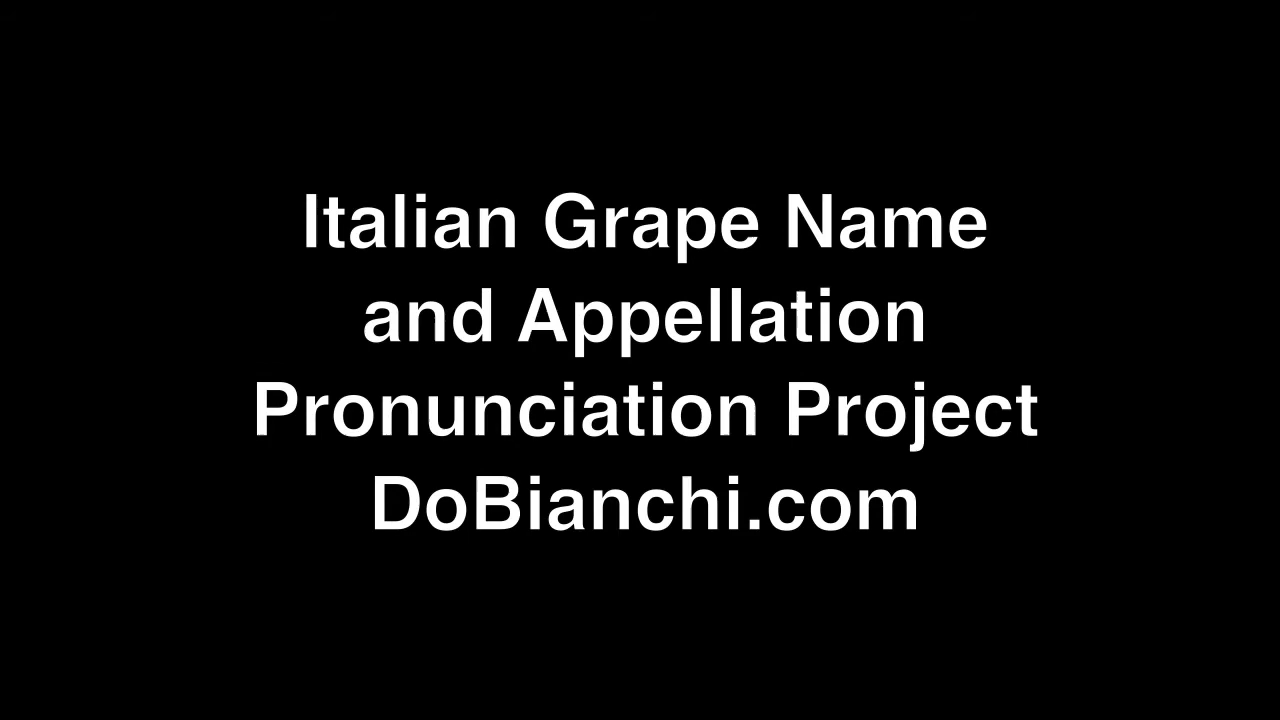 Italian Grape Name
and Appellation
Pronunciation Project
DoBianchi.com